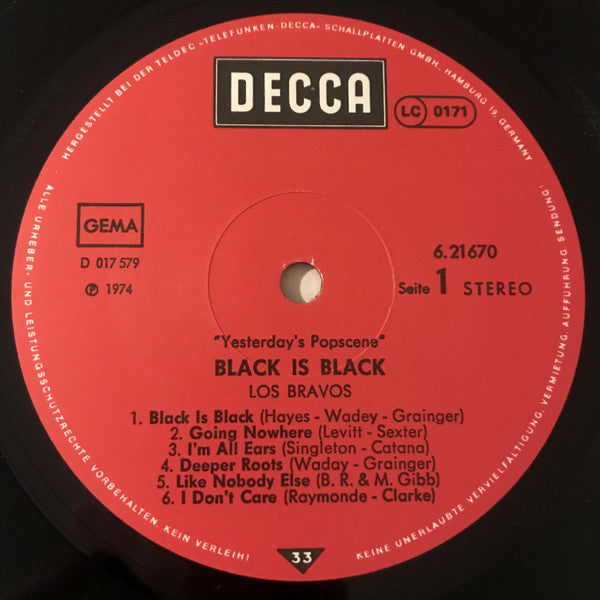 HERGESTELLT BEI DER TELDEC »TELEFUNKEN-DECCA« SCHALLPLATTEN GMBH · HAMBURG 19, GERMANY ·
DECCA
LC 0171
GEMA
D 017 579
℗ 1974
6.21670
Seite 1 STEREO
"Yesterday's Popscene"
BLACK IS BLACK
LOS BRAVOS
1. Black Is Black (Hayes - Wadey - Grainger)
2. Going Nowhere (Levitt - Sexter)
3. I'm All Ears (Singleton - Catana)
4. Deeper Roots (Waday - Grainger)
5. Like Nobody Else (B. R. & M. Gibb)
6. I Don't Care (Raymonde - Clarke)
33
ALLE URHEBER- UND LEISTUNGSSCHUTZRECHTE VORBEHALTEN. KEIN VERLEIH!
KEINE UNERLAUBTE VERVIELFÄLTIGUNG, VERMIETUNG, AUFFÜHRUNG, SENDUNG!